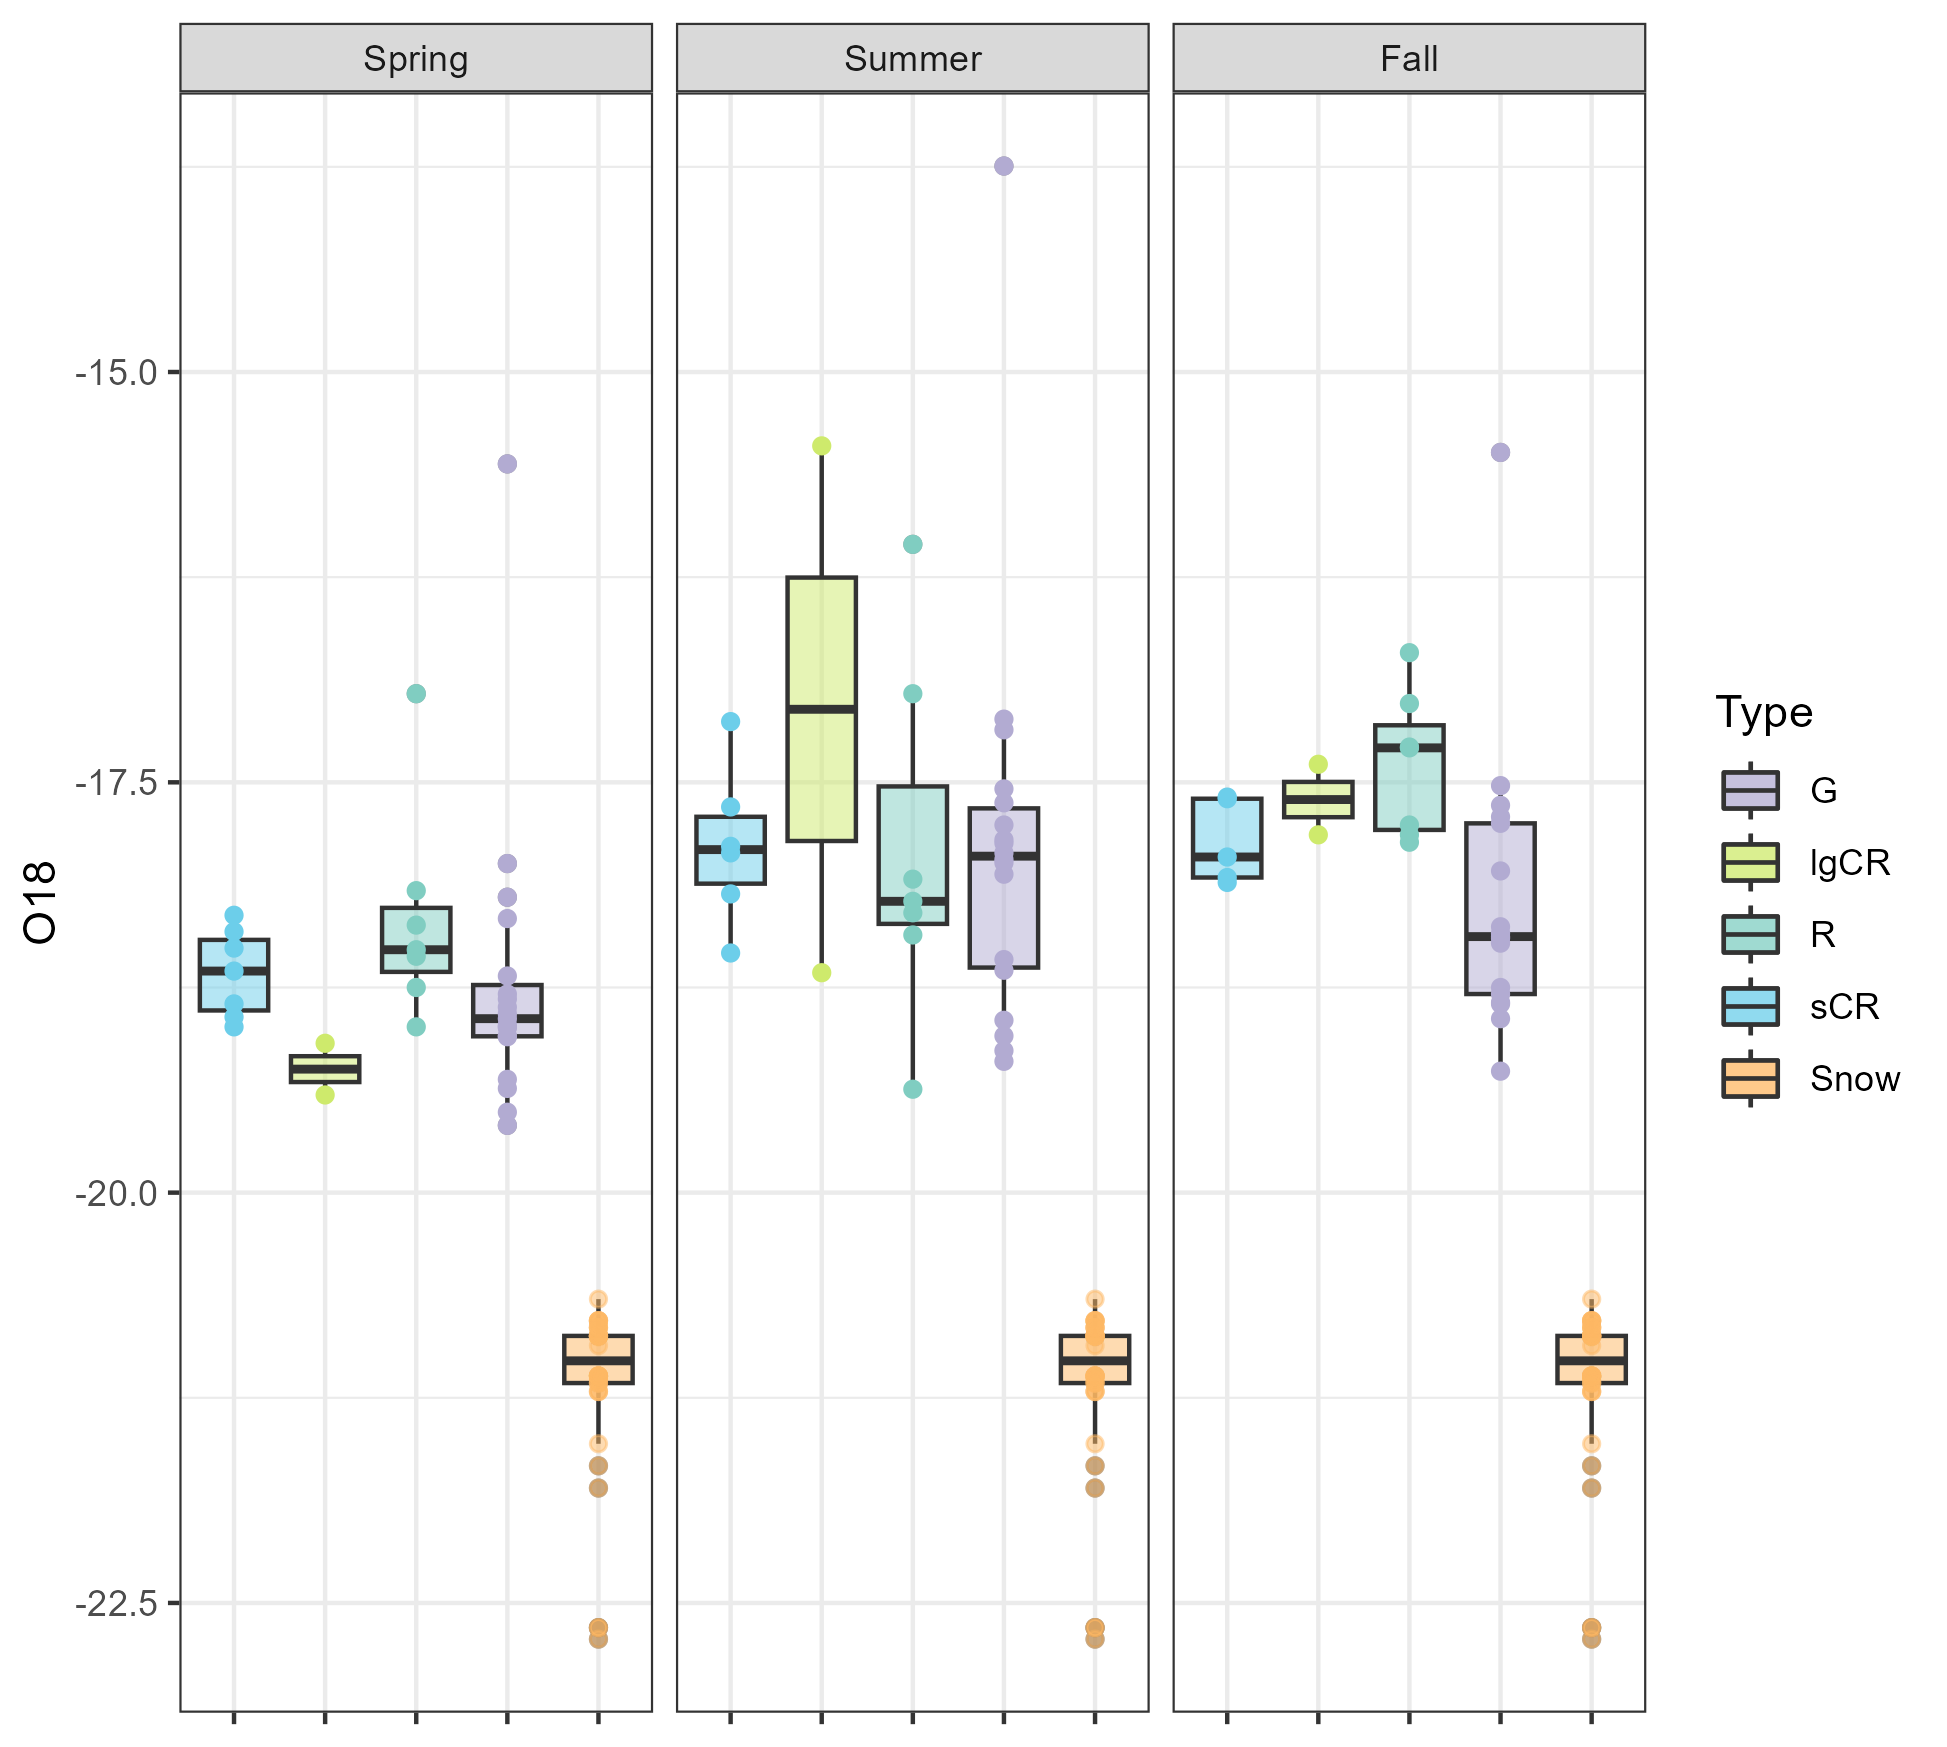 Spring
Summer
Fall
-15.0
-17.5
-20.0
-22.5
O18
Type
G
lgCR
R
sCR
Snow